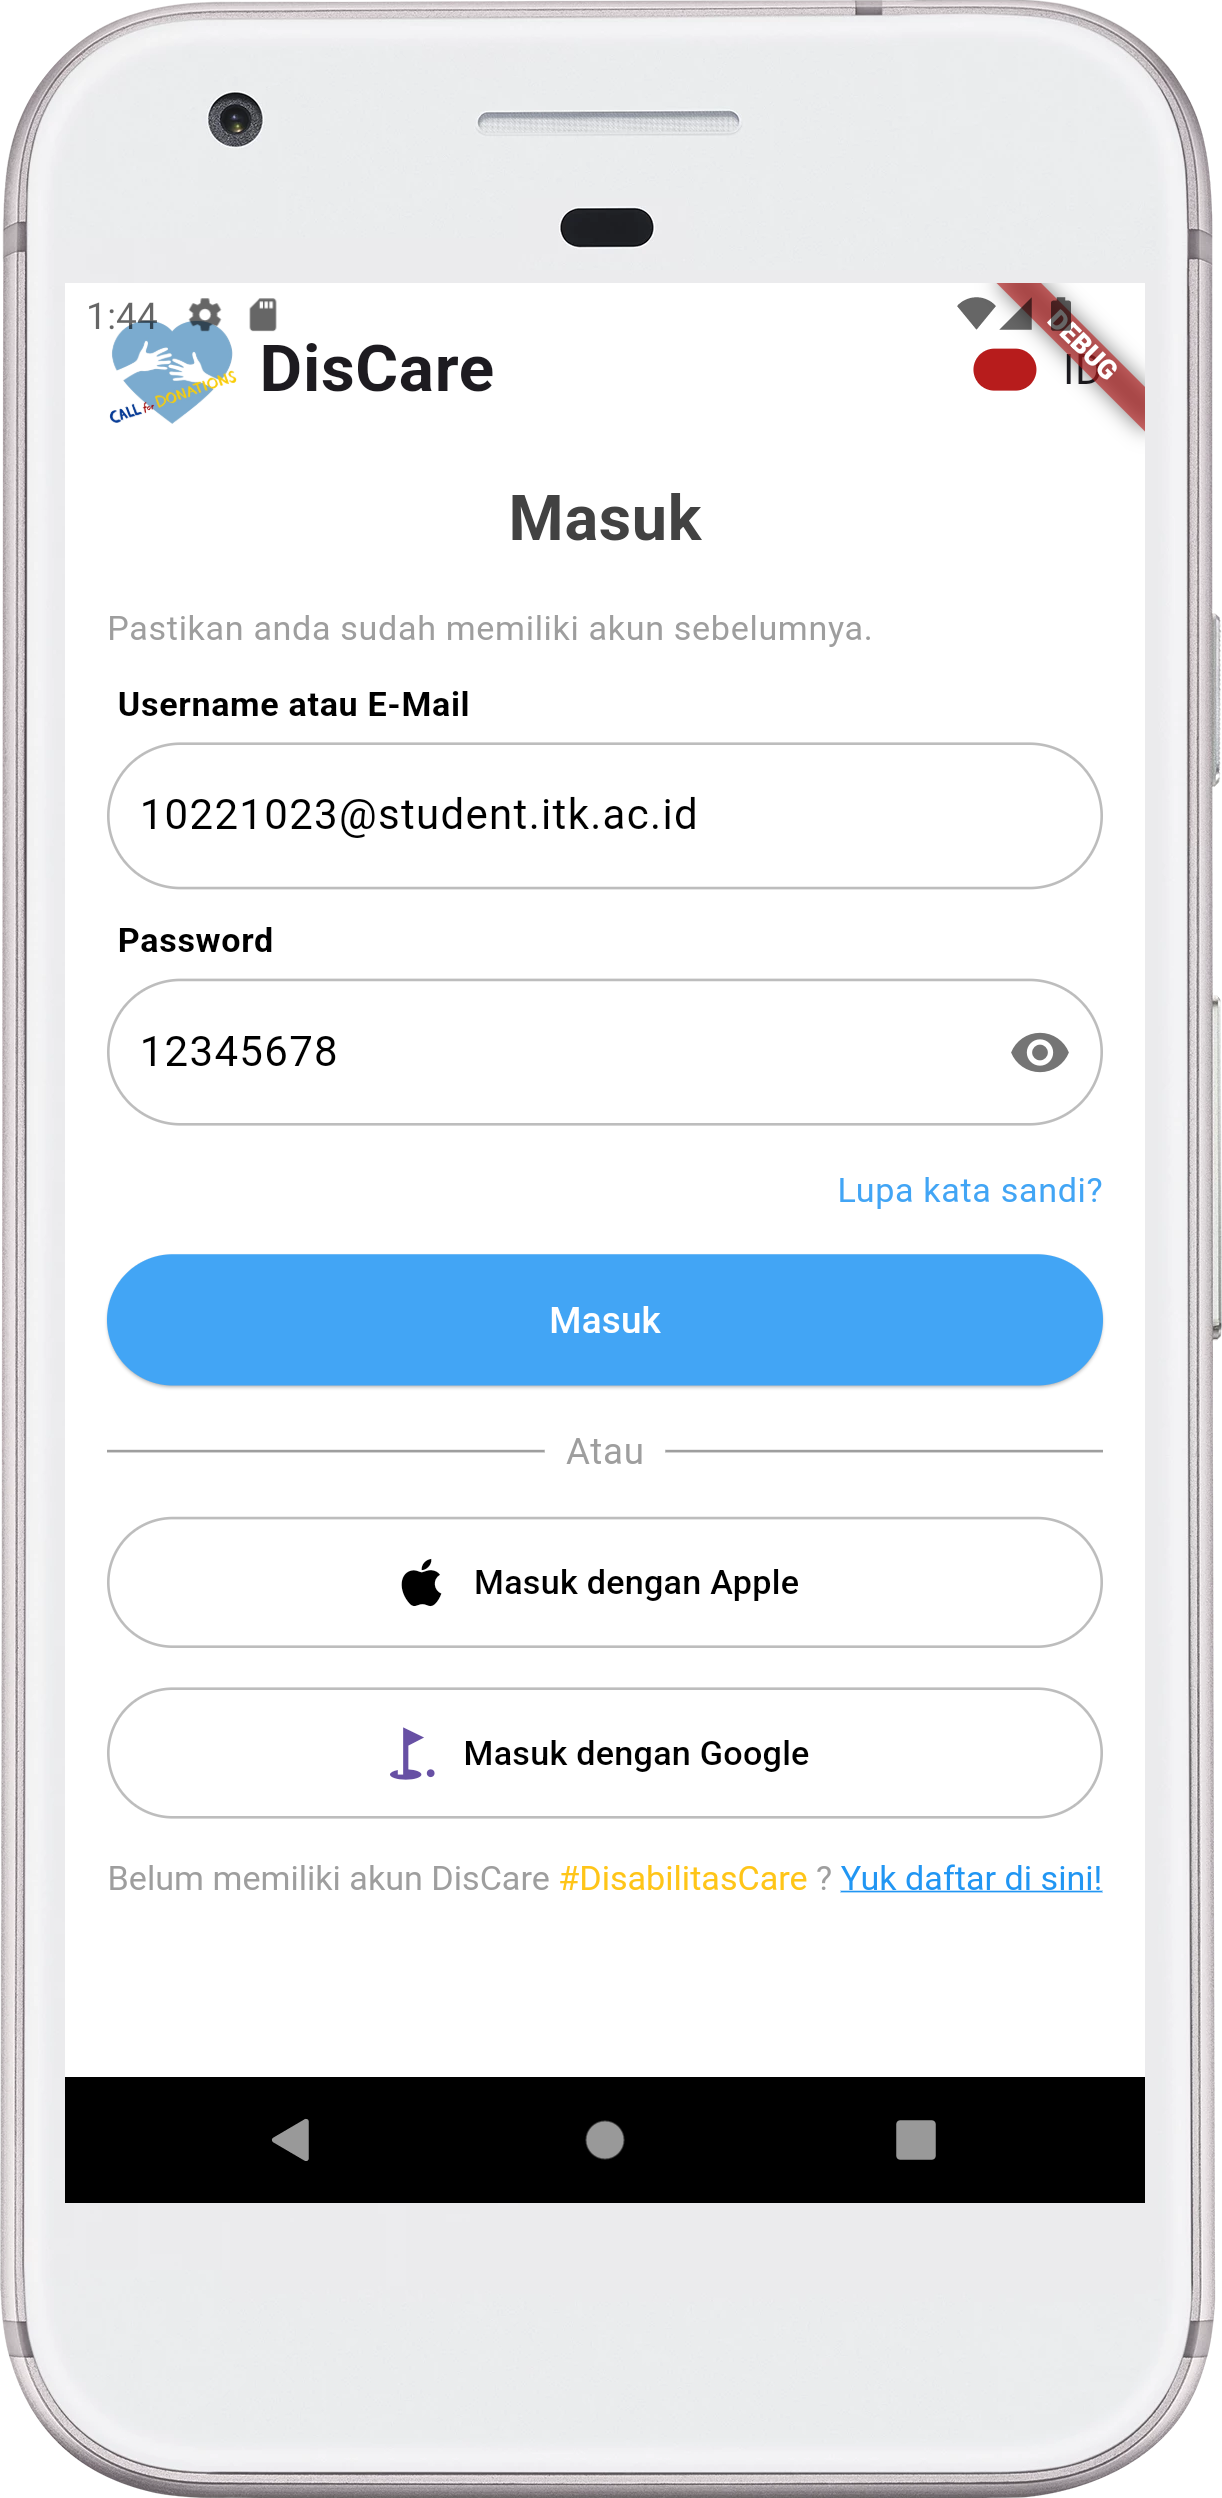 1:44
DEBUG
CALL for DONATIONS
DisCare
ID
Masuk
Pastikan anda sudah memiliki akun sebelumnya.
Username atau E-Mail
10221023@student.itk.ac.id
Password
12345678
Lupa kata sandi?
Masuk
Atau
Masuk dengan Apple
Masuk dengan Google
Belum memiliki akun DisCare #DisabilitasCare ? Yuk daftar di sini!